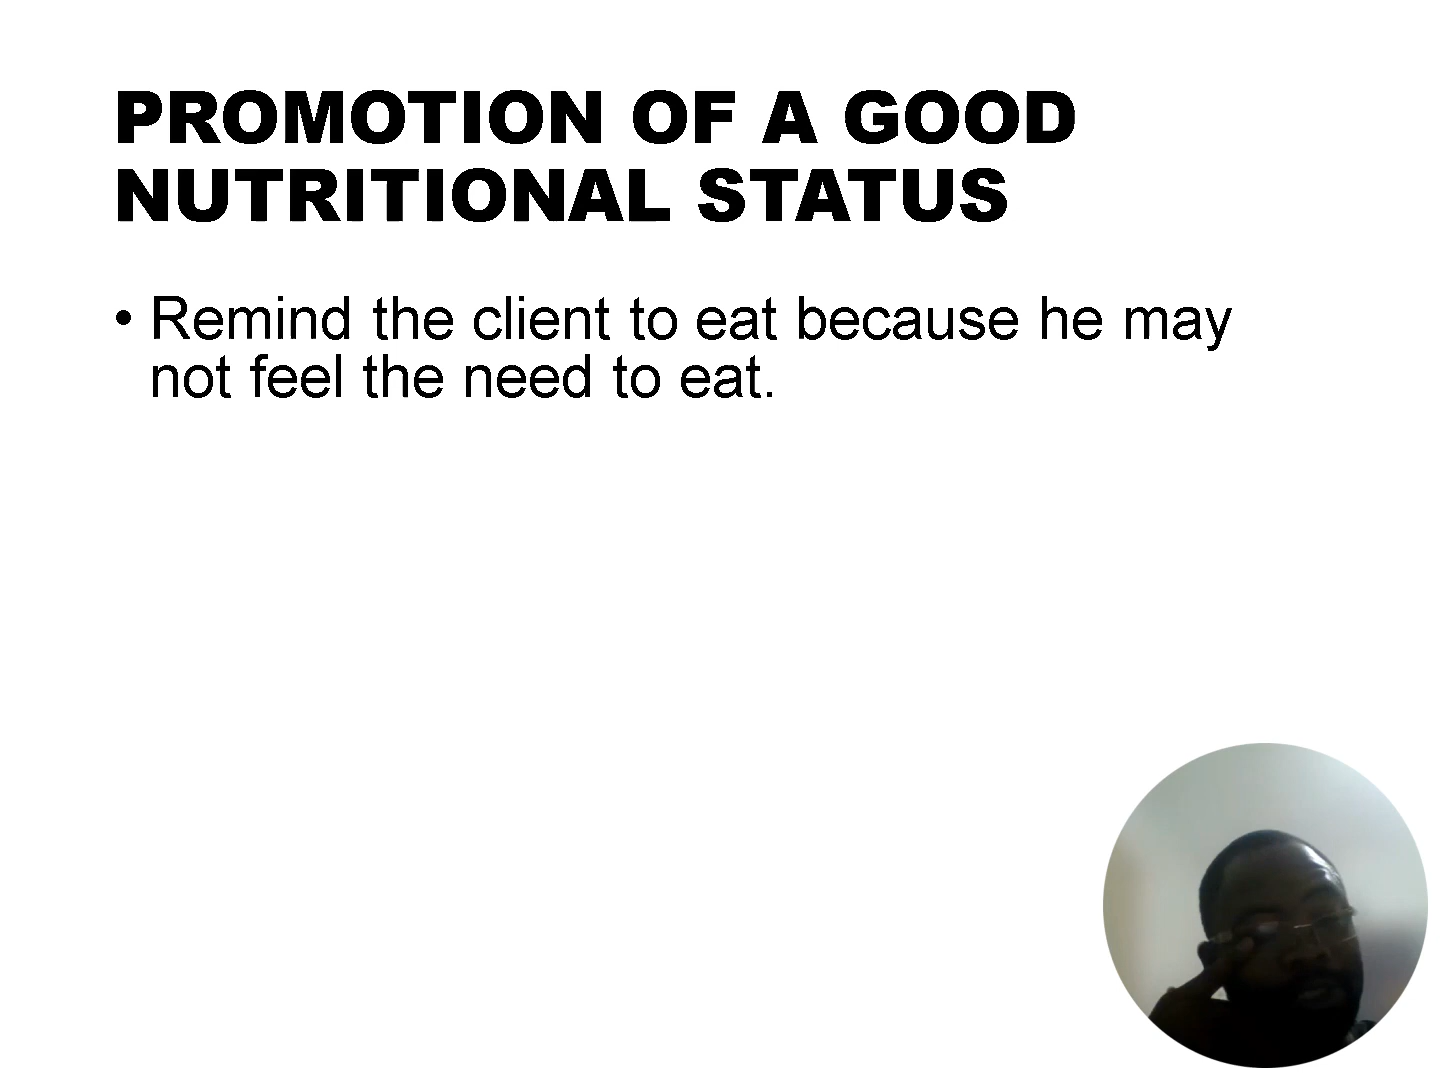 PROMOTION OF A GOOD
NUTRITIONAL STATUS
• Remind the client to eat because he may
not feel the need to eat.